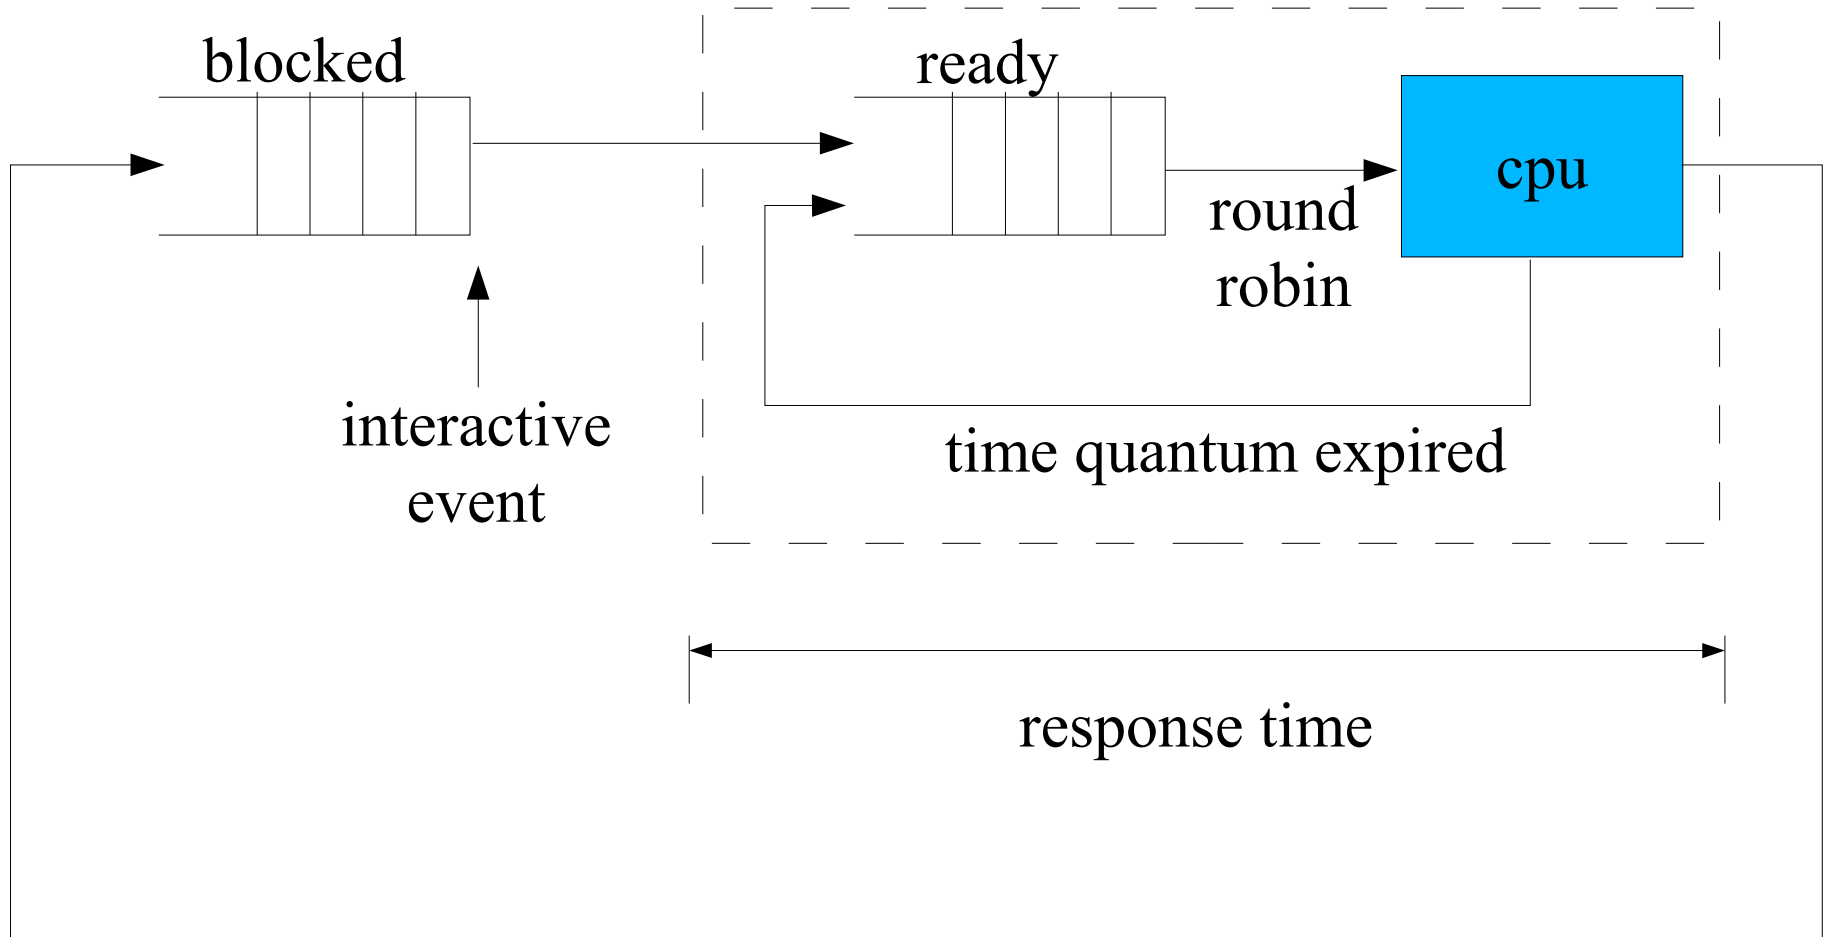 blocked
ready
cpu
round
robin
interactive
event
time quantum expired
response time